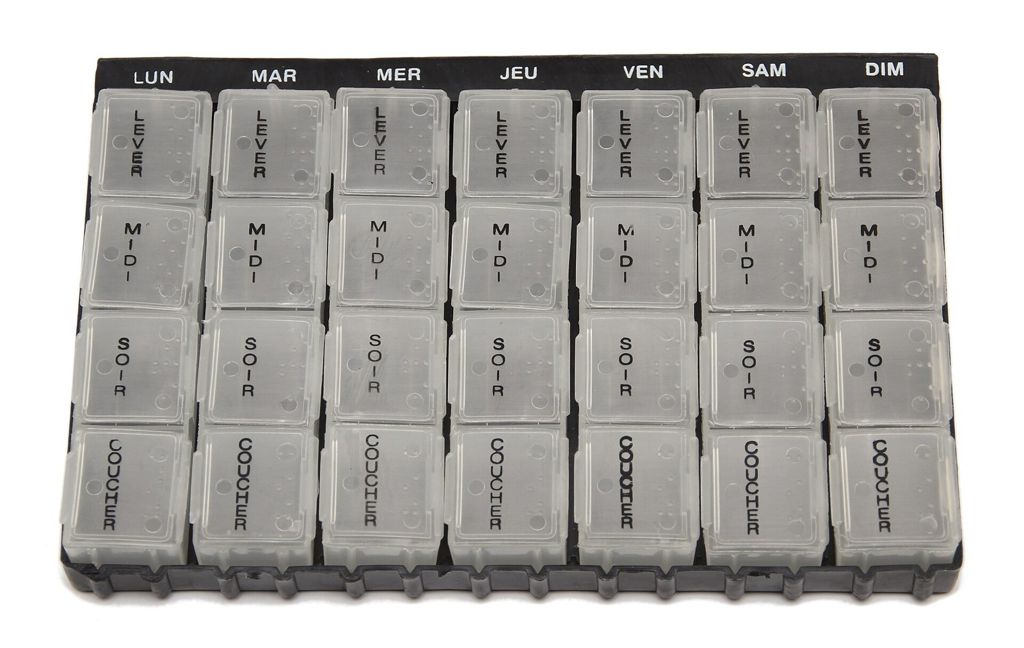 LUN MAR MER JEU VEN SAM DIM
LEVER LEVER LEVER LEVER LEVER LEVER LEVER
MIDI MIDI MIDI MIDI MIDI MIDI MIDI
SOIR SOIR SOIR SOIR SOIR SOIR SOIR
COUCHER COUCHER COUCHER COUCHER COUCHER COUCHER COUCHER